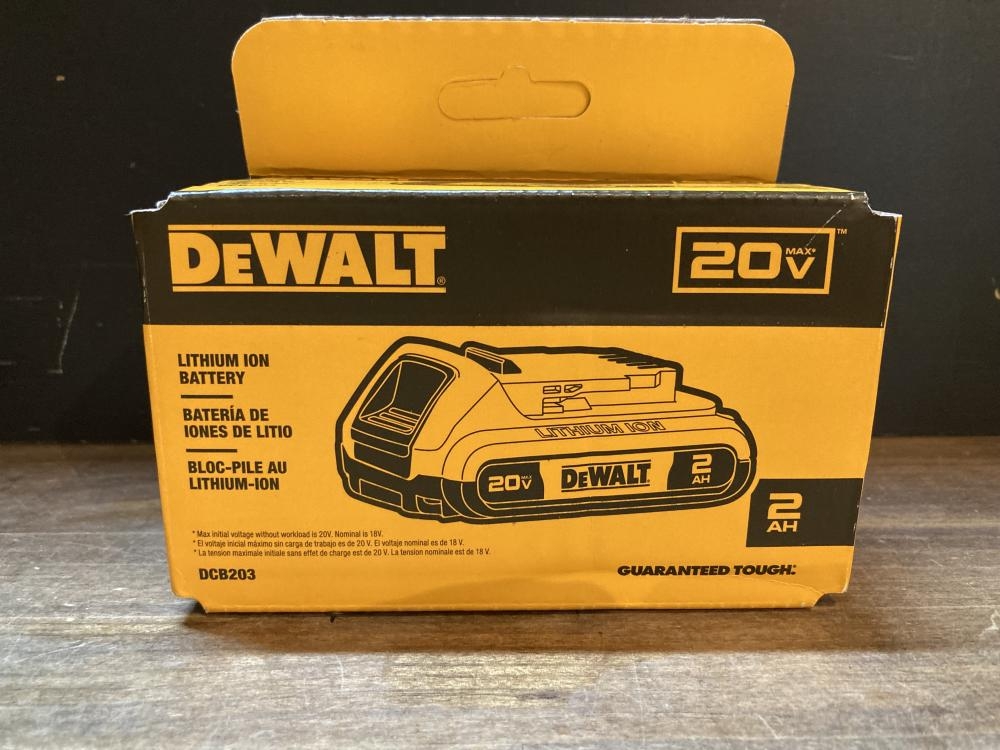 DEWALT®
20V MAX* ™
LITHIUM ION
BATTERY
BATERÍA DE
IONES DE LITIO
BLOC-PILE AU
LITHIUM-ION
LITHIUM ION
20V MAX
DEWALT
2
AH
2
AH
* Max initial voltage without workload is 20V. Nominal is 18V.
* El voltaje inicial máximo sin carga de trabajo es de 20 V. El voltaje nominal es de 18 V.
* La tension maximale initiale sans effet de charge est de 20 V. La tension nominale est de 18 V.
DCB203
GUARANTEED TOUGH.®